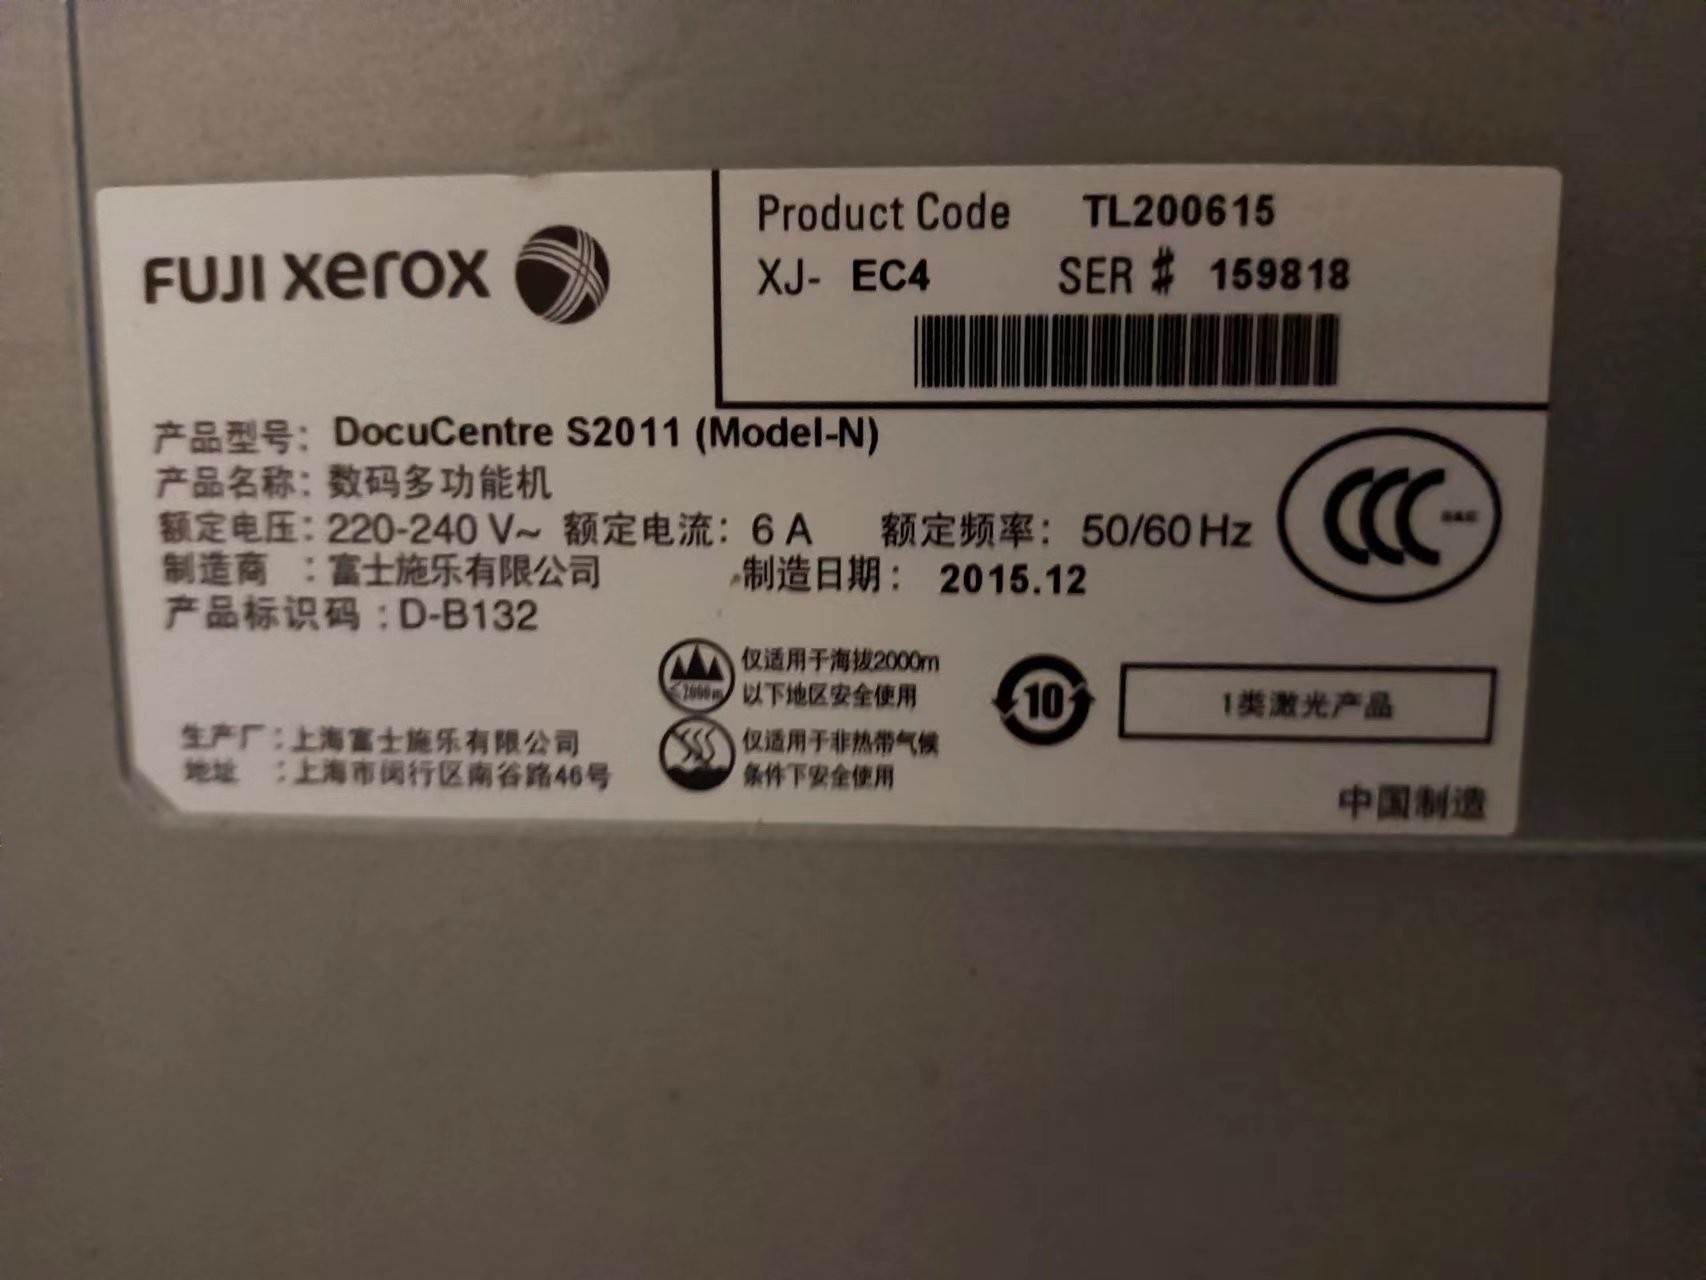 FUJI xerox
Product Code TL200615
XJ- EC4 SER # 159818
产品型号: DocuCentre S2011 (Model-N)
产品名称: 数码多功能机
额定电压: 220-240 V~ 额定电流: 6 A 额定频率: 50/60 Hz
制造商 : 富士施乐有限公司 制造日期: 2015.12
产品标识码 : D-B132
CCC
≤2000m
仅适用于海拔2000m
以下地区安全使用
10
1类激光产品
仅适用于非热带气候
条件下安全使用
生产厂 : 上海富士施乐有限公司
地址 : 上海市闵行区南谷路46号
中国制造